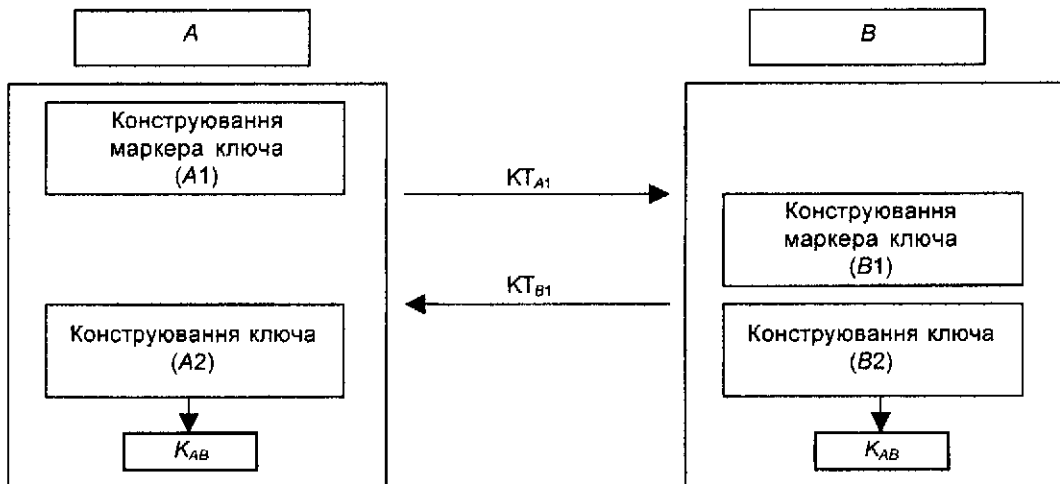 A
B
Конструювання
маркера ключа
(A1)
KT_A1
Конструювання
маркера ключа
(B1)
KT_B1
Конструювання ключа
(A2)
Конструювання ключа
(B2)
K_AB
K_AB